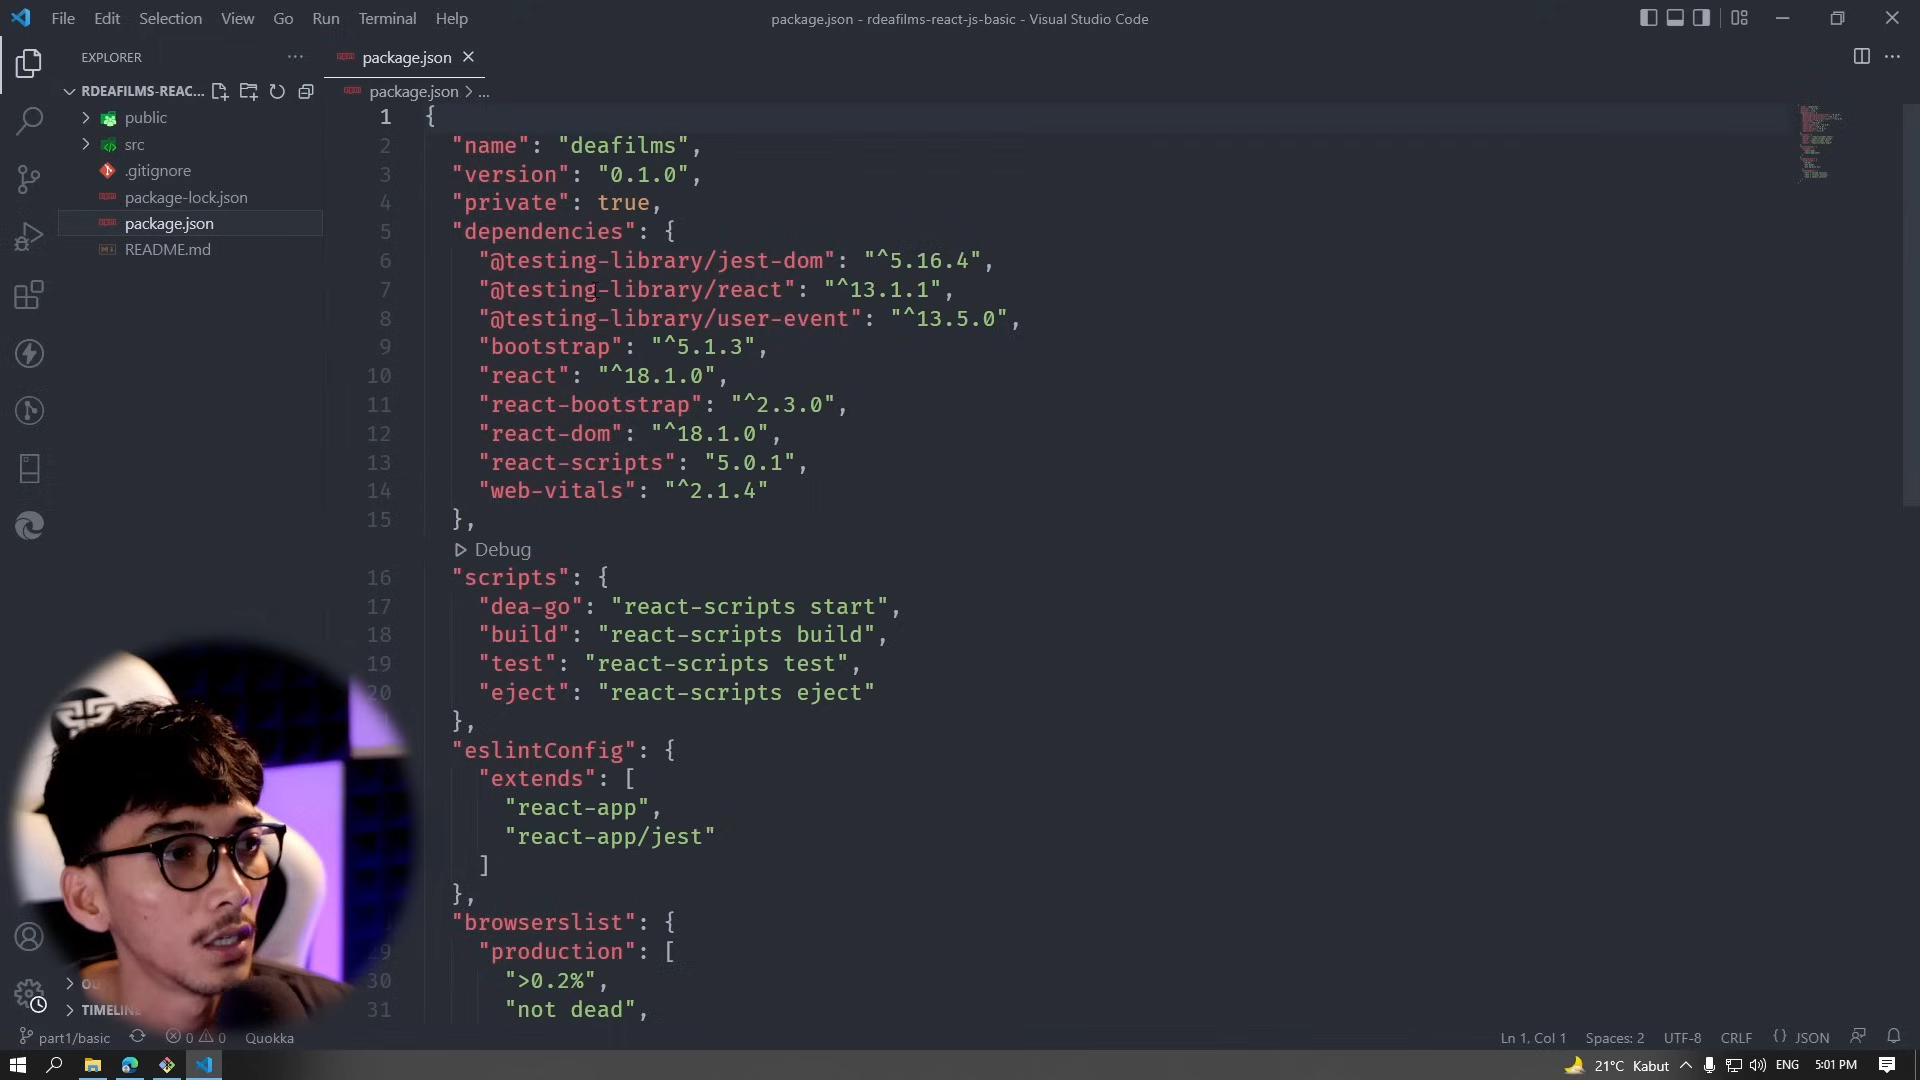 File Edit Selection View Go Run Terminal Help
package.json - rdeafilms-react-js-basic - Visual Studio Code
EXPLORER
package.json
RDEAFILMS-REAC...
package.json > ...
public
src
.gitignore
package-lock.json
package.json
README.md
1 {
2 "name": "deafilms",
3 "version": "0.1.0",
4 "private": true,
5 "dependencies": {
6 "@testing-library/jest-dom": "^5.16.4",
7 "@testing-library/react": "^13.1.1",
8 "@testing-library/user-event": "^13.5.0",
9 "bootstrap": "^5.1.3",
10 "react": "^18.1.0",
11 "react-bootstrap": "^2.3.0",
12 "react-dom": "^18.1.0",
13 "react-scripts": "5.0.1",
14 "web-vitals": "^2.1.4"
15 },
Debug
16 "scripts": {
17 "dea-go": "react-scripts start",
18 "build": "react-scripts build",
19 "test": "react-scripts test",
20 "eject": "react-scripts eject"
},
"eslintConfig": {
"extends": [
"react-app",
"react-app/jest"
]
},
"browserslist": {
"production": [
30 ">0.2%",
31 "not dead",
TIMELINE
part1/basic 0 0 Quokka
Ln 1, Col 1 Spaces: 2 UTF-8 CRLF {} JSON
21°C Kabut ENG 5:01 PM